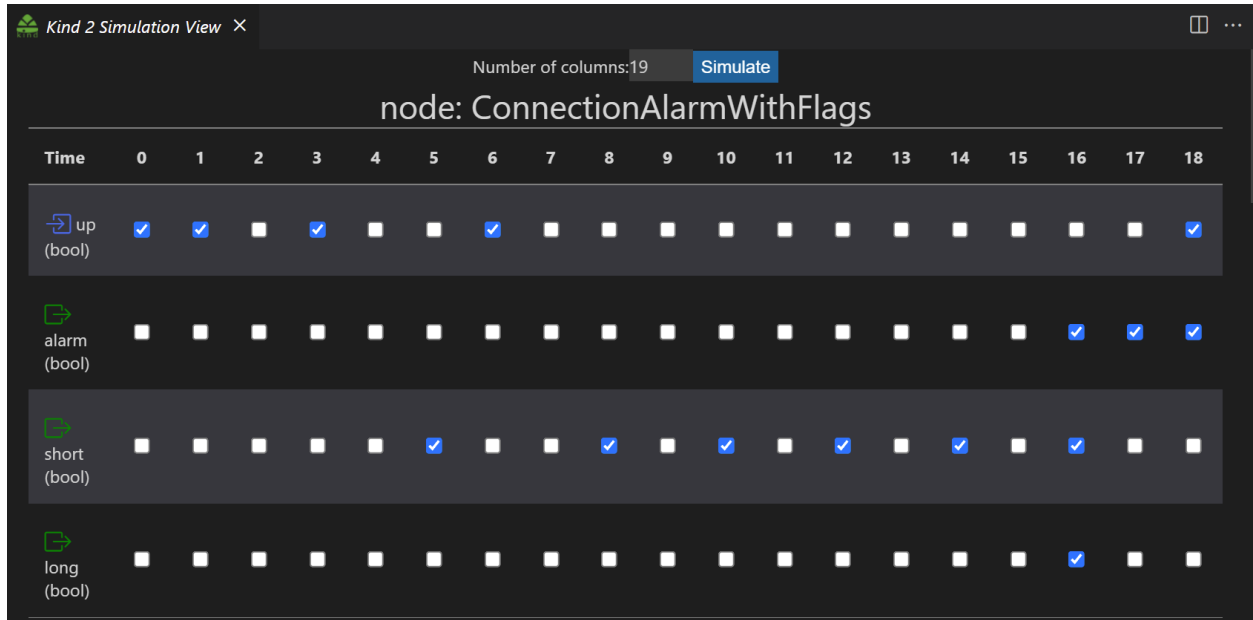 Kind 2 Simulation View
Number of columns:19 Simulate
node: ConnectionAlarmWithFlags
Time 0 1 2 3 4 5 6 7 8 9 10 11 12 13 14 15 16 17 18
up
(bool)
alarm
(bool)
short
(bool)
long
(bool)